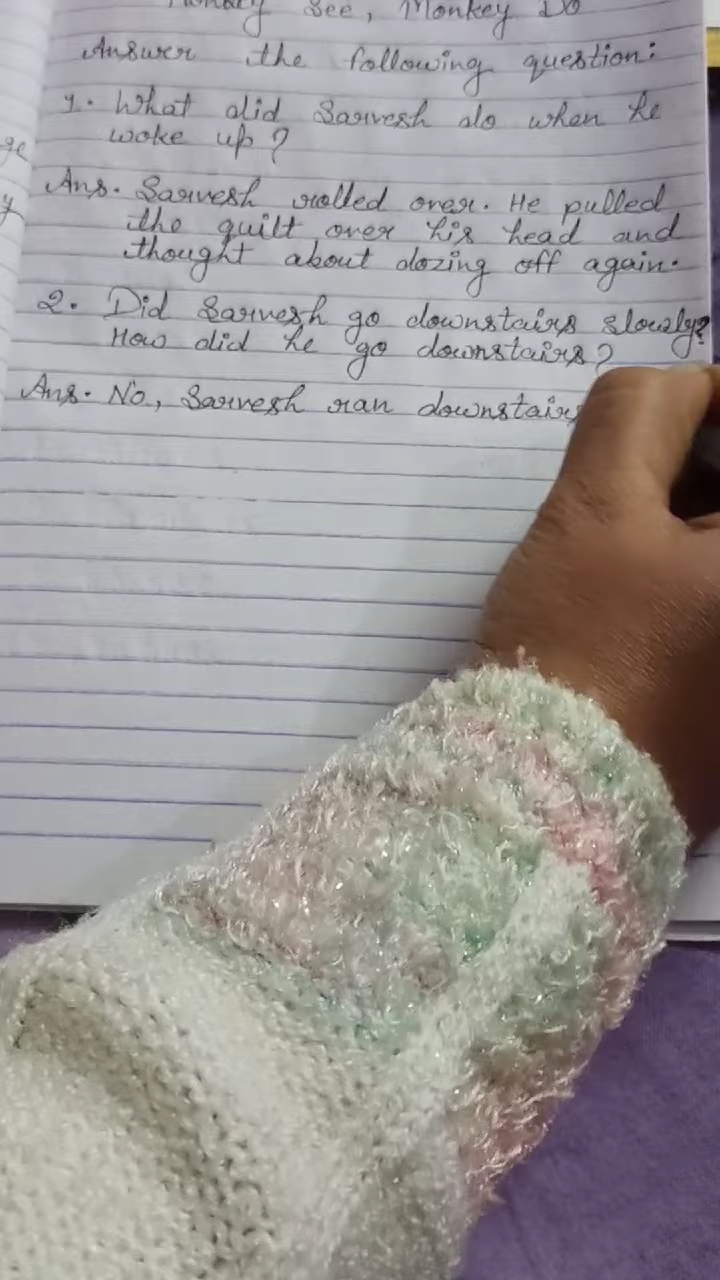 Monkey See, Monkey Do
Answer the following question:
1. What did Sarvesh do when he
woke up?
Ans. Sarvesh rolled over. He pulled
the quilt over his head and
thought about dozing off again.
2. Did Sarvesh go downstairs slowly?
How did he go downstairs?
Ans. No, Sarvesh ran downstairs
ge
y